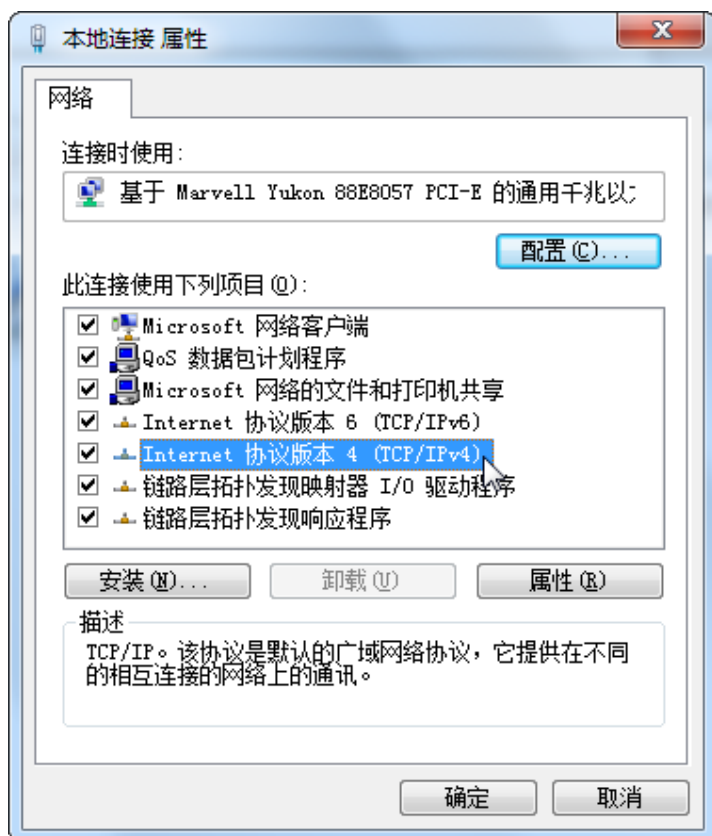 本地连接 属性
网络
连接时使用:
基于 Marvell Yukon 88E8057 PCI-E 的通用千兆以
配置(C)...
此连接使用下列项目(O):
Microsoft 网络客户端
QoS 数据包计划程序
Microsoft 网络的文件和打印机共享
Internet 协议版本 6 (TCP/IPv6)
Internet 协议版本 4 (TCP/IPv4)
链路层拓扑发现映射器 I/O 驱动程序
链路层拓扑发现响应程序
安装(N)... 卸载(U) 属性(R)
描述
TCP/IP。该协议是默认的广域网络协议，它提供在不同
的相互连接的网络上的通讯。
确定 取消